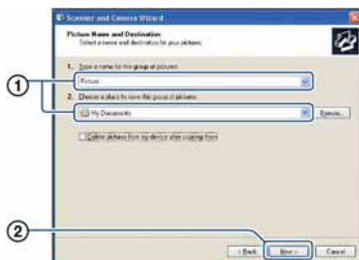 Scanner and Camera Wizard
Picture Name and Destination
Select a name and destination for your pictures.
1. Type a name for this group of pictures:
Picture
2. Choose a place to save this group of pictures:
My Documents
Browse...
Delete pictures from my device after copying them
1
2
< Back
Next >
Cancel